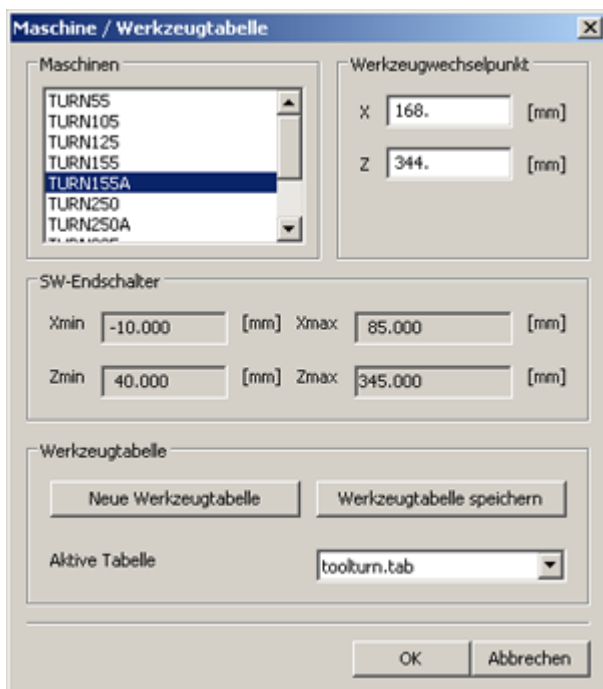 Maschine / Werkzeugtabelle
Maschinen
TURN55
TURN105
TURN125
TURN155
TURN155A
TURN250
TURN250A
Werkzeugwechselpunkt
X 168. [mm]
Z 344. [mm]
SW-Endschalter
Xmin -10.000 [mm] Xmax 85.000 [mm]
Zmin 40.000 [mm] Zmax 345.000 [mm]
Werkzeugtabelle
Neue Werkzeugtabelle Werkzeugtabelle speichern
Aktive Tabelle toolturn.tab
OK Abbrechen